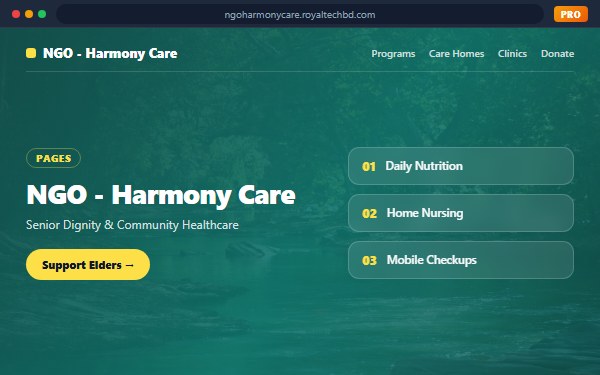 ngoharmonycare.royaltechbd.com
PRO
NGO - Harmony Care
Programs Care Homes Clinics Donate
PAGES
NGO - Harmony Care
Senior Dignity & Community Healthcare
Support Elders →
01 Daily Nutrition
02 Home Nursing
03 Mobile Checkups